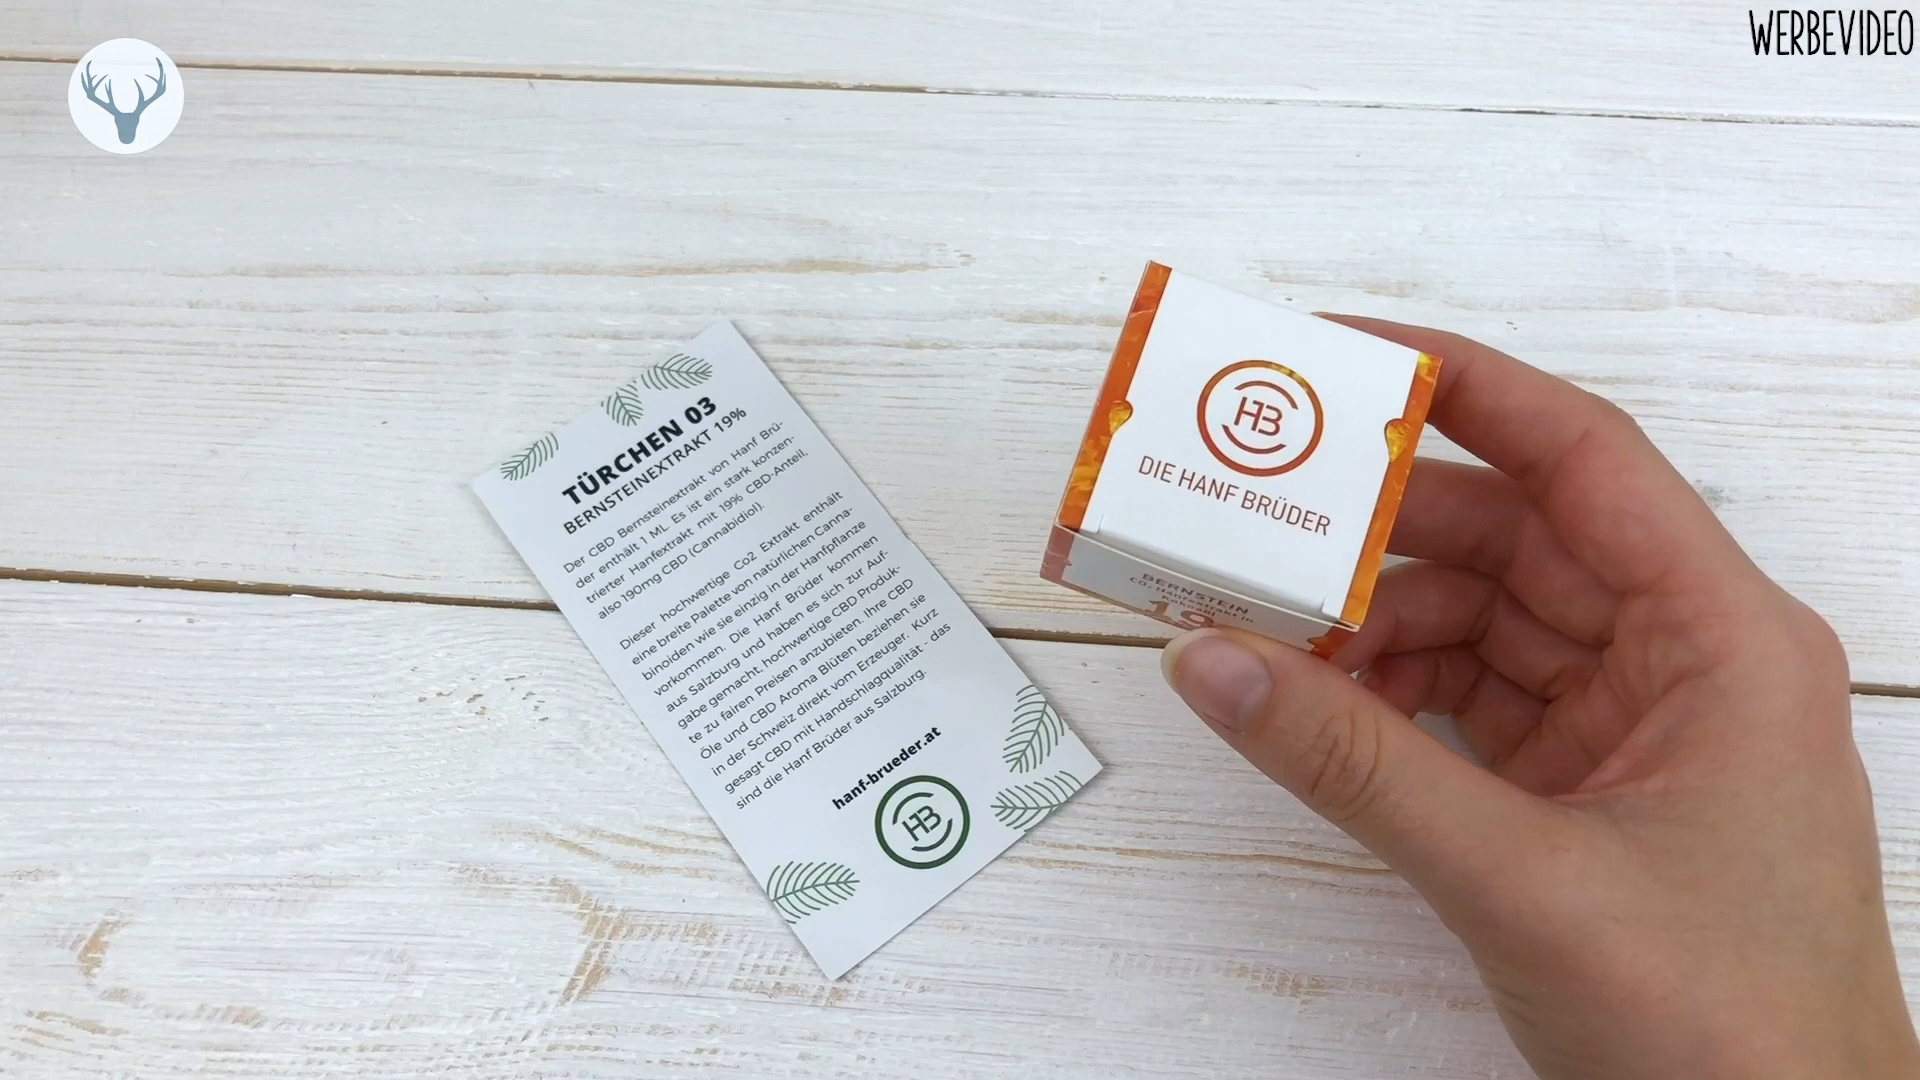 WERBEVIDEO
TÜRCHEN 03
BERNSTEINEXTRAKT 19%
Der CBD Bernsteinextrakt von Hanf Brü-
der enthält 1 ML. Es ist ein stark konzen-
trierter Hanfextrakt mit 19% CBD-Anteil,
also 190mg CBD (Cannabidiol).
Dieser hochwertige Co2 Extrakt enthält
eine breite Palette von natürlichen Canna-
binoiden wie sie einzig in der Hanfpflanze
vorkommen. Die Hanf Brüder kommen
aus Salzburg und haben es sich zur Auf-
gabe gemacht, hochwertige CBD Produk-
te zu fairen Preisen anzubieten. Ihre CBD
Öle und CBD Aroma Blüten beziehen sie
in der Schweiz direkt vom Erzeuger. Kurz
gesagt CBD mit Handschlagqualität - das
sind die Hanf Brüder aus Salzburg.
hanf-brueder.at
HB
HB
DIE HANF BRÜDER
BERNSTEIN
CO₂ Hanfextrakt in
Kokosöl
19